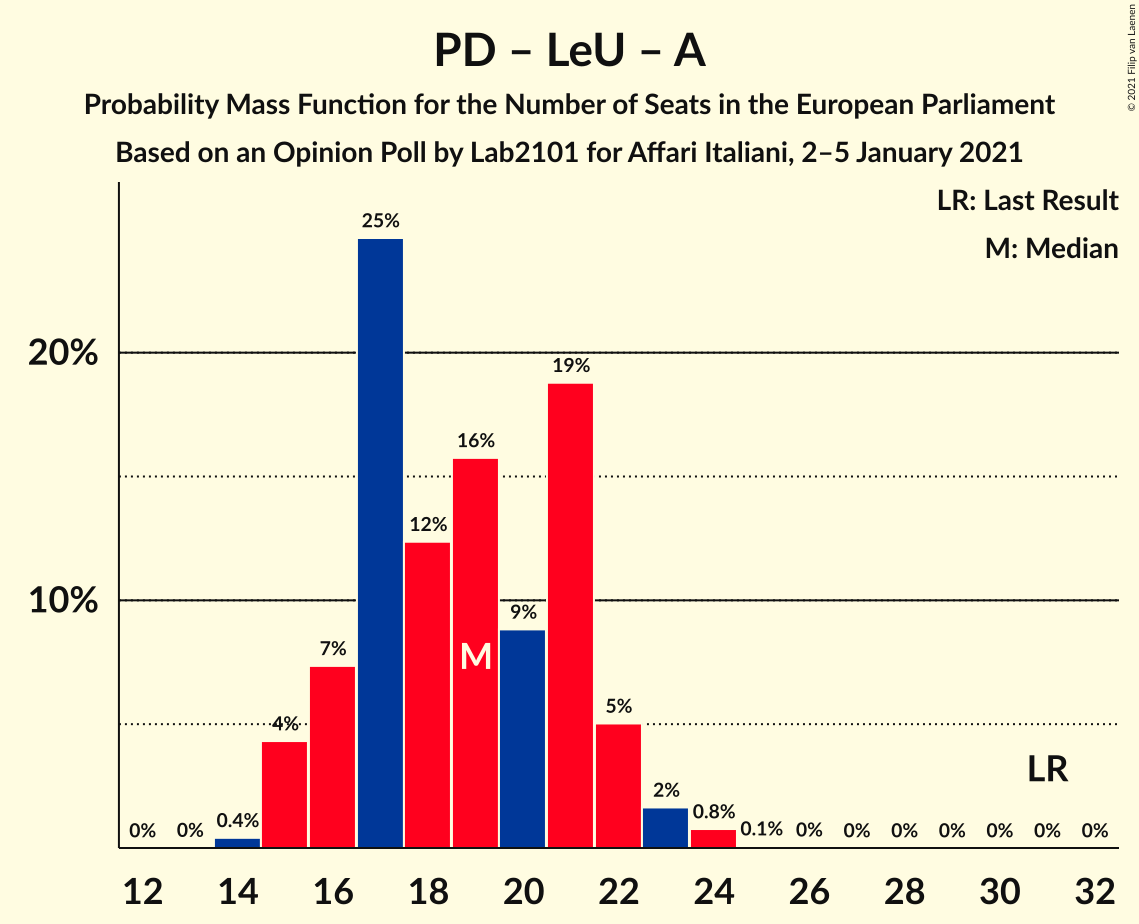 PD – LeU – A
Probability Mass Function for the Number of Seats in the European Parliament
Based on an Opinion Poll by Lab2101 for Affari Italiani, 2–5 January 2021
© 2021 Filip van Laenen
LR: Last Result
M: Median
25%
20%
19%
16%
12%
10%
9%
7%
M
5%
4%
LR
2%
0% 0% 0.4% 0.8% 0.1% 0% 0% 0% 0% 0% 0% 0%
12 14 16 18 20 22 24 26 28 30 32